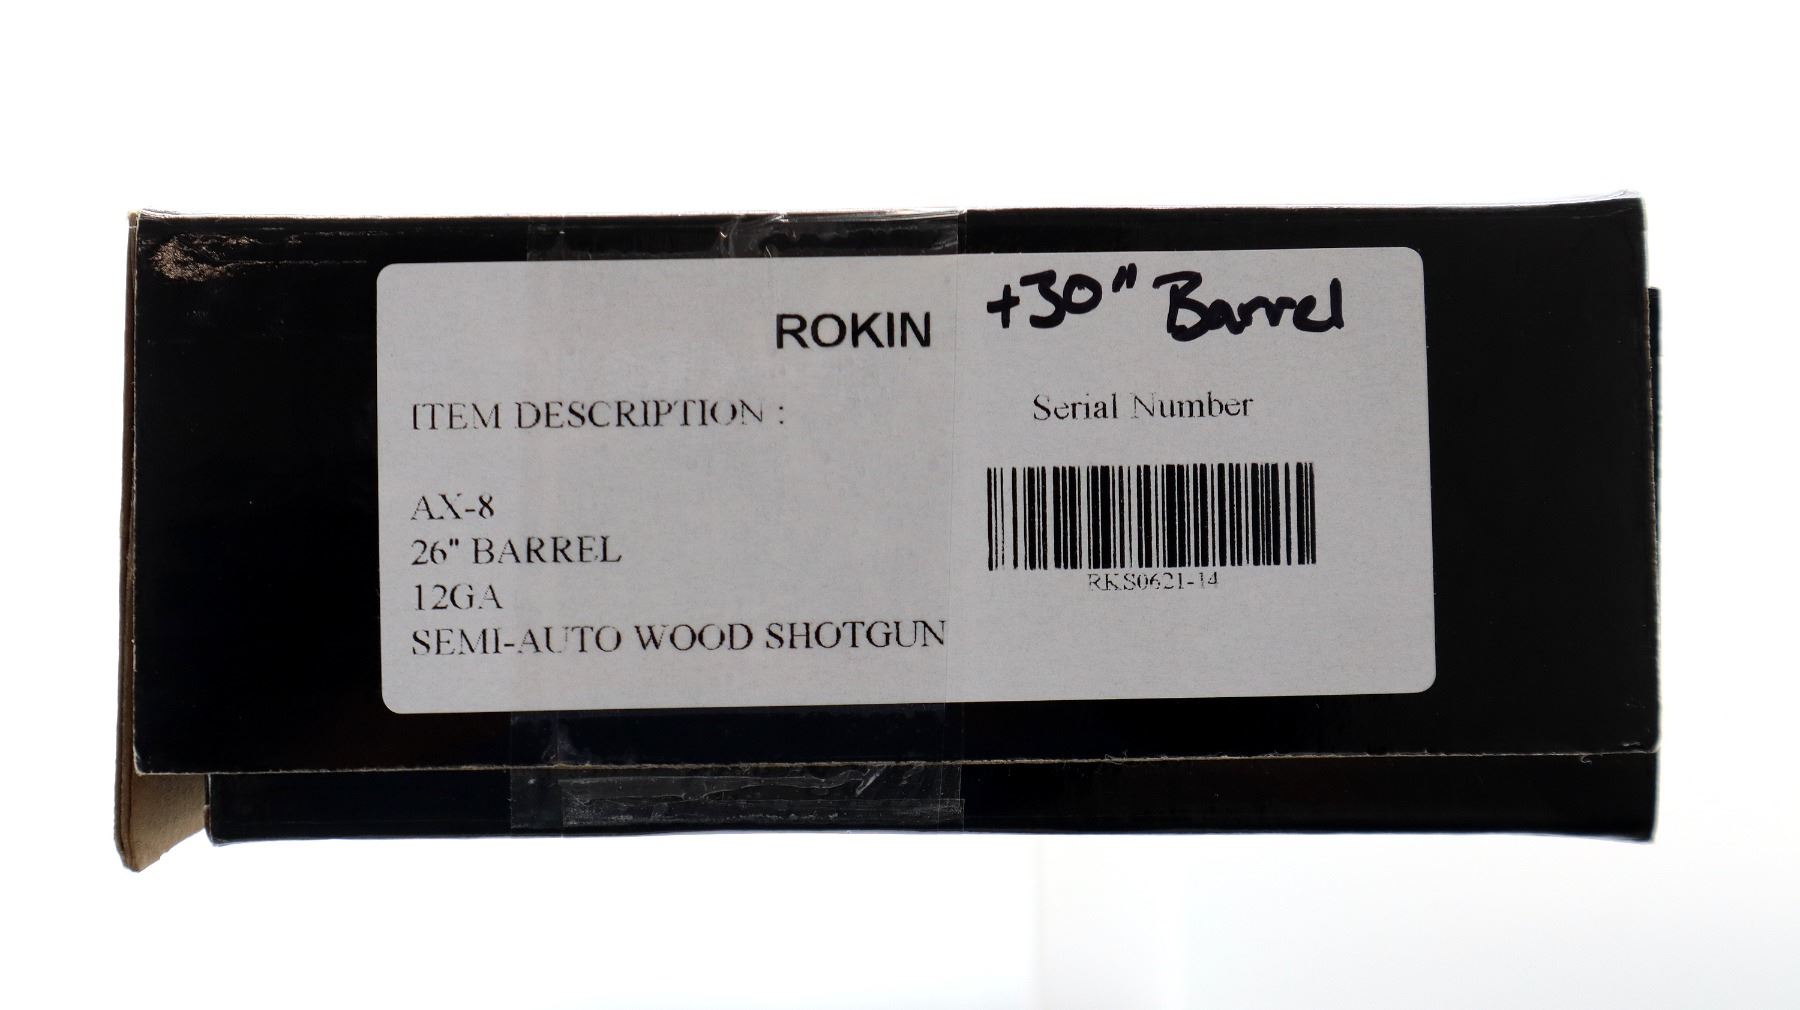 ROKIN +30" Barrel
ITEM DESCRIPTION :
AX-8
26" BARREL
12GA
SEMI-AUTO WOOD SHOTGUN
Serial Number
RKS0621-14